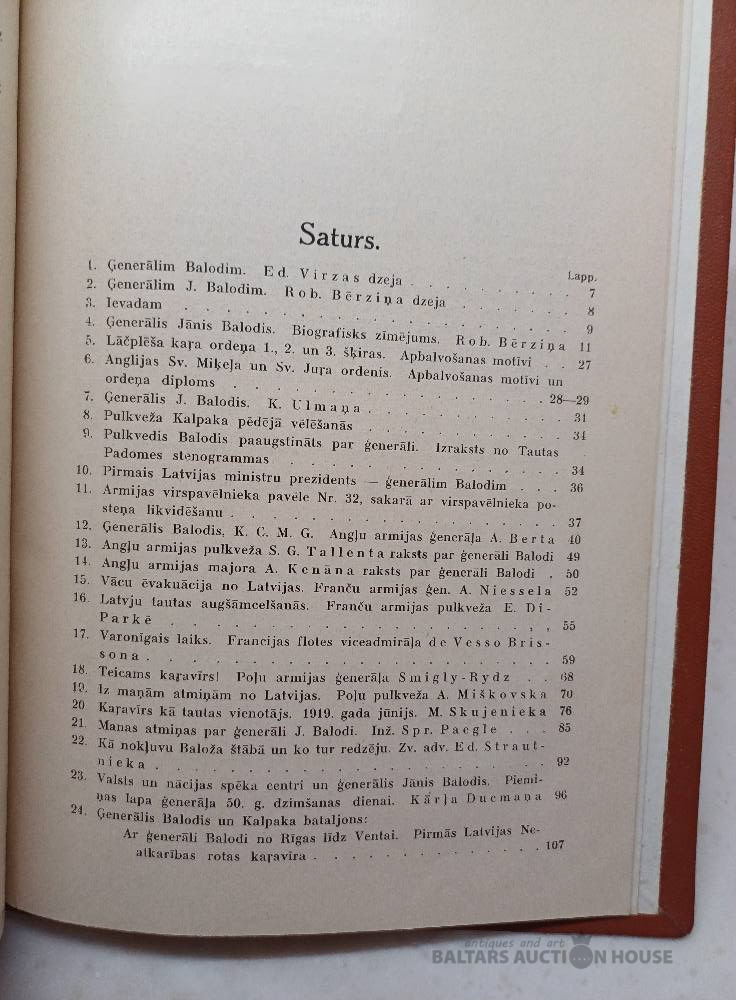 Saturs.
Lapp.
1. Ģenerālim Balodim. Ed. Virzas dzeja . . . . . . . . 7
2. Ģenerālim J. Balodim. Rob. Bērziņa dzeja . . . . . . 8
3. Ievadam . . . . . . . . . . . . . . . . 9
4. Ģenerālis Jānis Balodis. Biografisks zīmējums. Rob. Bērziņa 11
5. Lāčplēša kaŗa ordeņa 1., 2. un 3. šķiras. Apbalvošanas motīvi . . 27
6. Anglijas Sv. Miķeļa un Sv. Juŗa ordenis. Apbalvošanas motīvi un
ordeņa diploms . . . . . . . . . . . . . 28—29
7. Ģenerālis J. Balodis. K. Ulmaņa . . . . . . . . . 31
8. Pulkveža Kalpaka pēdējā vēlēšanās . . . . . . . . . 34
9. Pulkvedis Balodis paaugstināts par ģenerāli. Izraksts no Tautas
Padomes stenogrammas . . . . . . . . . . . . 34
10. Pirmais Latvijas ministru prezidents — ģenerālim Balodim . . . 36
11. Armijas virspavēlnieka pavēle Nr. 32, sakarā ar virspavēlnieka po-
steņa likvidēšanu . . . . . . . . . . . . . . 37
12. Ģenerālis Balodis, K. C. M. G. Angļu armijas ģenerāļa A. Berta 40
13. Angļu armijas pulkveža S. G. Tallenta raksts par ģenerāli Balodi 49
14. Angļu armijas majora A. Kenāna raksts par ģenerāli Balodi . 50
15. Vācu ēvakuācija no Latvijas. Franču armijas ģen. A. Niessela 52
16. Latvju tautas augšāmcelšanās. Franču armijas pulkveža E. Di-
Parkē . . . . . . . . . . . . . . . . . 55
17. Varonīgais laiks. Francijas flotes viceadmirāļa de Vesso Bris-
sona . . . . . . . . . . . . . . . . . . 59
18. Teicams kaŗavīrs! Poļu armijas ģenerāļa Smigly-Rydz . . 68
19. Iz manām atmiņām no Latvijas. Poļu pulkveža A. Miškovska 70
20 Kaŗavīrs kā tautas vienotājs. 1919. gada jūnijs. M. Skujenieka 76
21. Manas atmiņas par ģenerāli J. Balodi. Inž. Spr. Paegle . . . 85
22. Kā nokļuvu Baloža štābā un ko tur redzēju. Zv. adv. Ed. Straut-
nieka . . . . . . . . . . . . . . . . . . 92
23. Valsts un nācijas spēka centri un ģenerālis Jānis Balodis. Piemi-
ņas lapa ģenerāļa 50. g. dzimšanas dienai. Kārļa Ducmaņa 96
24. Ģenerālis Balodis un Kalpaka bataljons:
Ar ģenerāli Balodi no Rīgas līdz Ventai. Pirmās Latvijas Ne-
atkarības rotas kaŗavīra . . . . . . . . . . . . 107
antiques and art
BALTARS AUCTION HOUSE